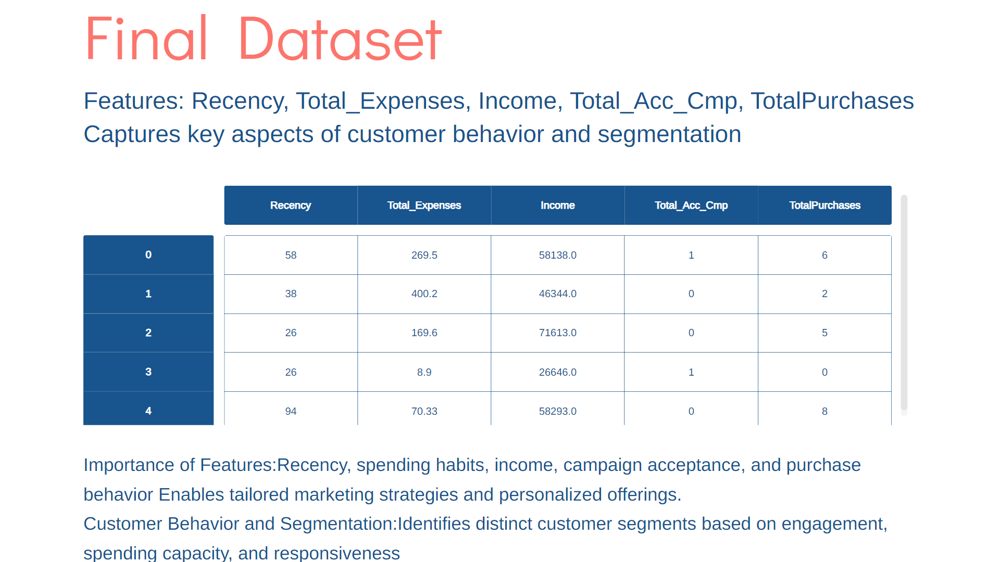 Final Dataset
Features: Recency, Total_Expenses, Income, Total_Acc_Cmp, TotalPurchases
Captures key aspects of customer behavior and segmentation
Recency Total_Expenses Income Total_Acc_Cmp TotalPurchases
0 58 269.5 58138.0 1 6
1 38 400.2 46344.0 0 2
2 26 169.6 71613.0 0 5
3 26 8.9 26646.0 1 0
4 94 70.33 58293.0 0 8
Importance of Features:Recency, spending habits, income, campaign acceptance, and purchase
behavior Enables tailored marketing strategies and personalized offerings.
Customer Behavior and Segmentation:Identifies distinct customer segments based on engagement,
spending capacity, and responsiveness